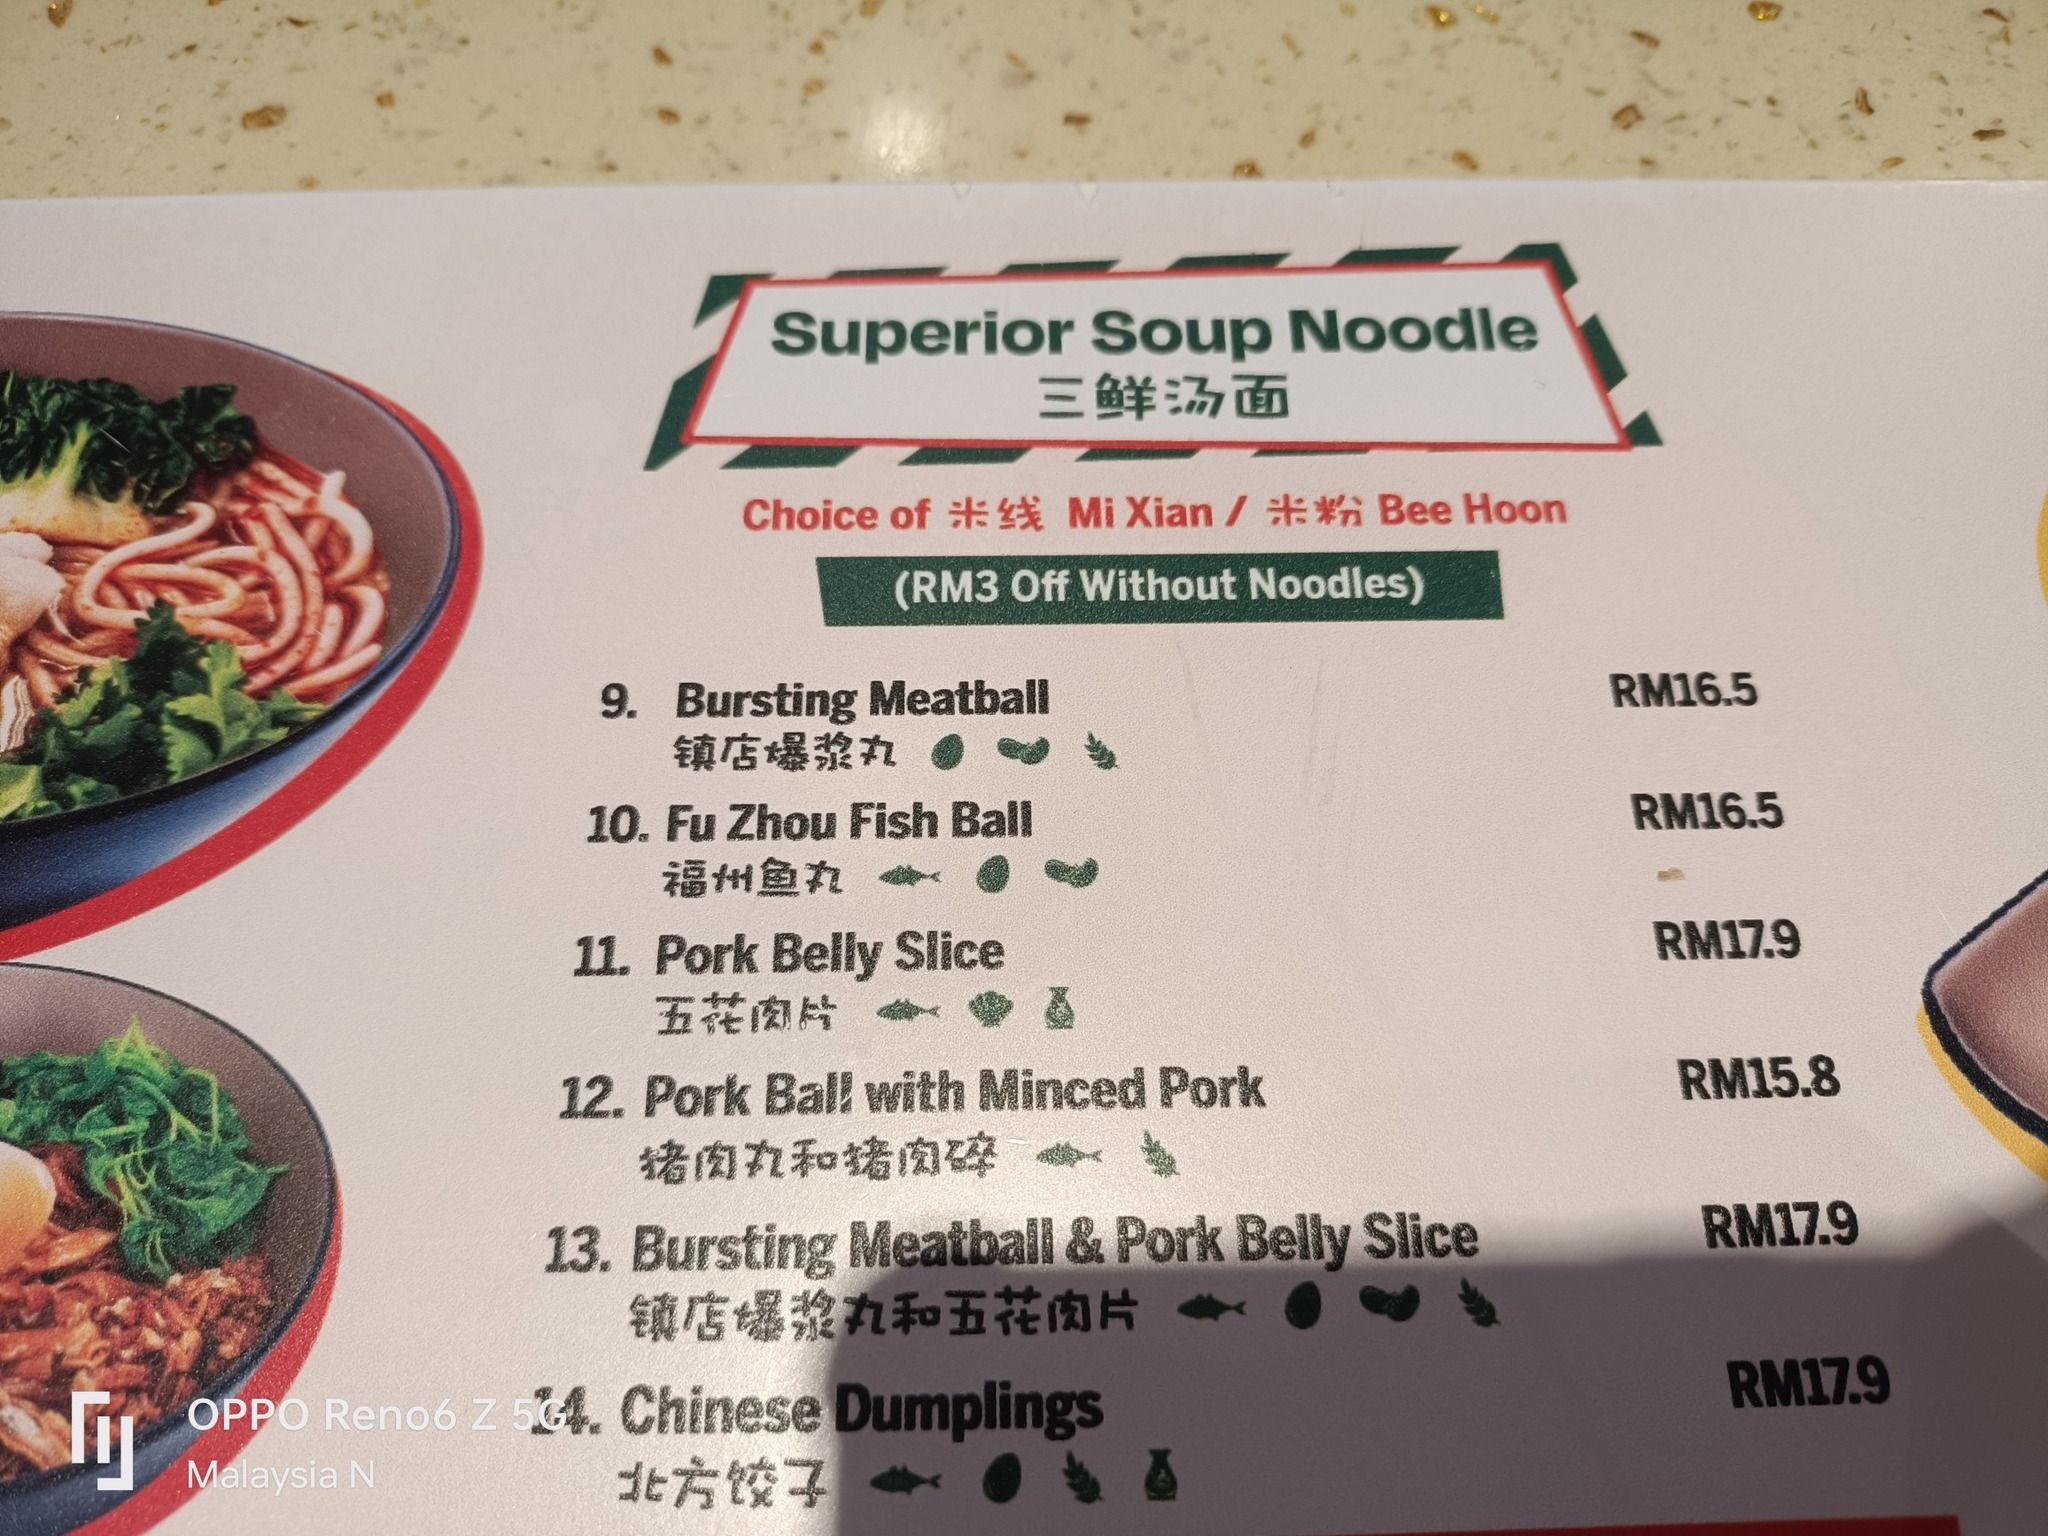 Superior Soup Noodle
三鲜汤面
Choice of 米线 Mi Xian / 米粉 Bee Hoon
(RM3 Off Without Noodles)
9. Bursting Meatball RM16.5
镇店爆浆丸
10. Fu Zhou Fish Ball RM16.5
福州鱼丸
11. Pork Belly Slice RM17.9
五花肉片
12. Pork Ball with Minced Pork RM15.8
猪肉丸和猪肉碎
13. Bursting Meatball & Pork Belly Slice RM17.9
镇店爆浆丸和五花肉片
14. Chinese Dumplings RM17.9
北方饺子
OPPO Reno6 Z 5G
Malaysia N